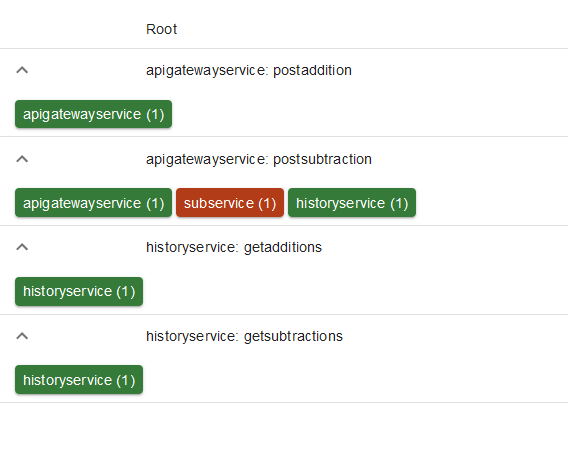 Root
apigatewayservice: postaddition
apigatewayservice (1)
apigatewayservice: postsubtraction
apigatewayservice (1) subservice (1) historyservice (1)
historyservice: getadditions
historyservice (1)
historyservice: getsubtractions
historyservice (1)